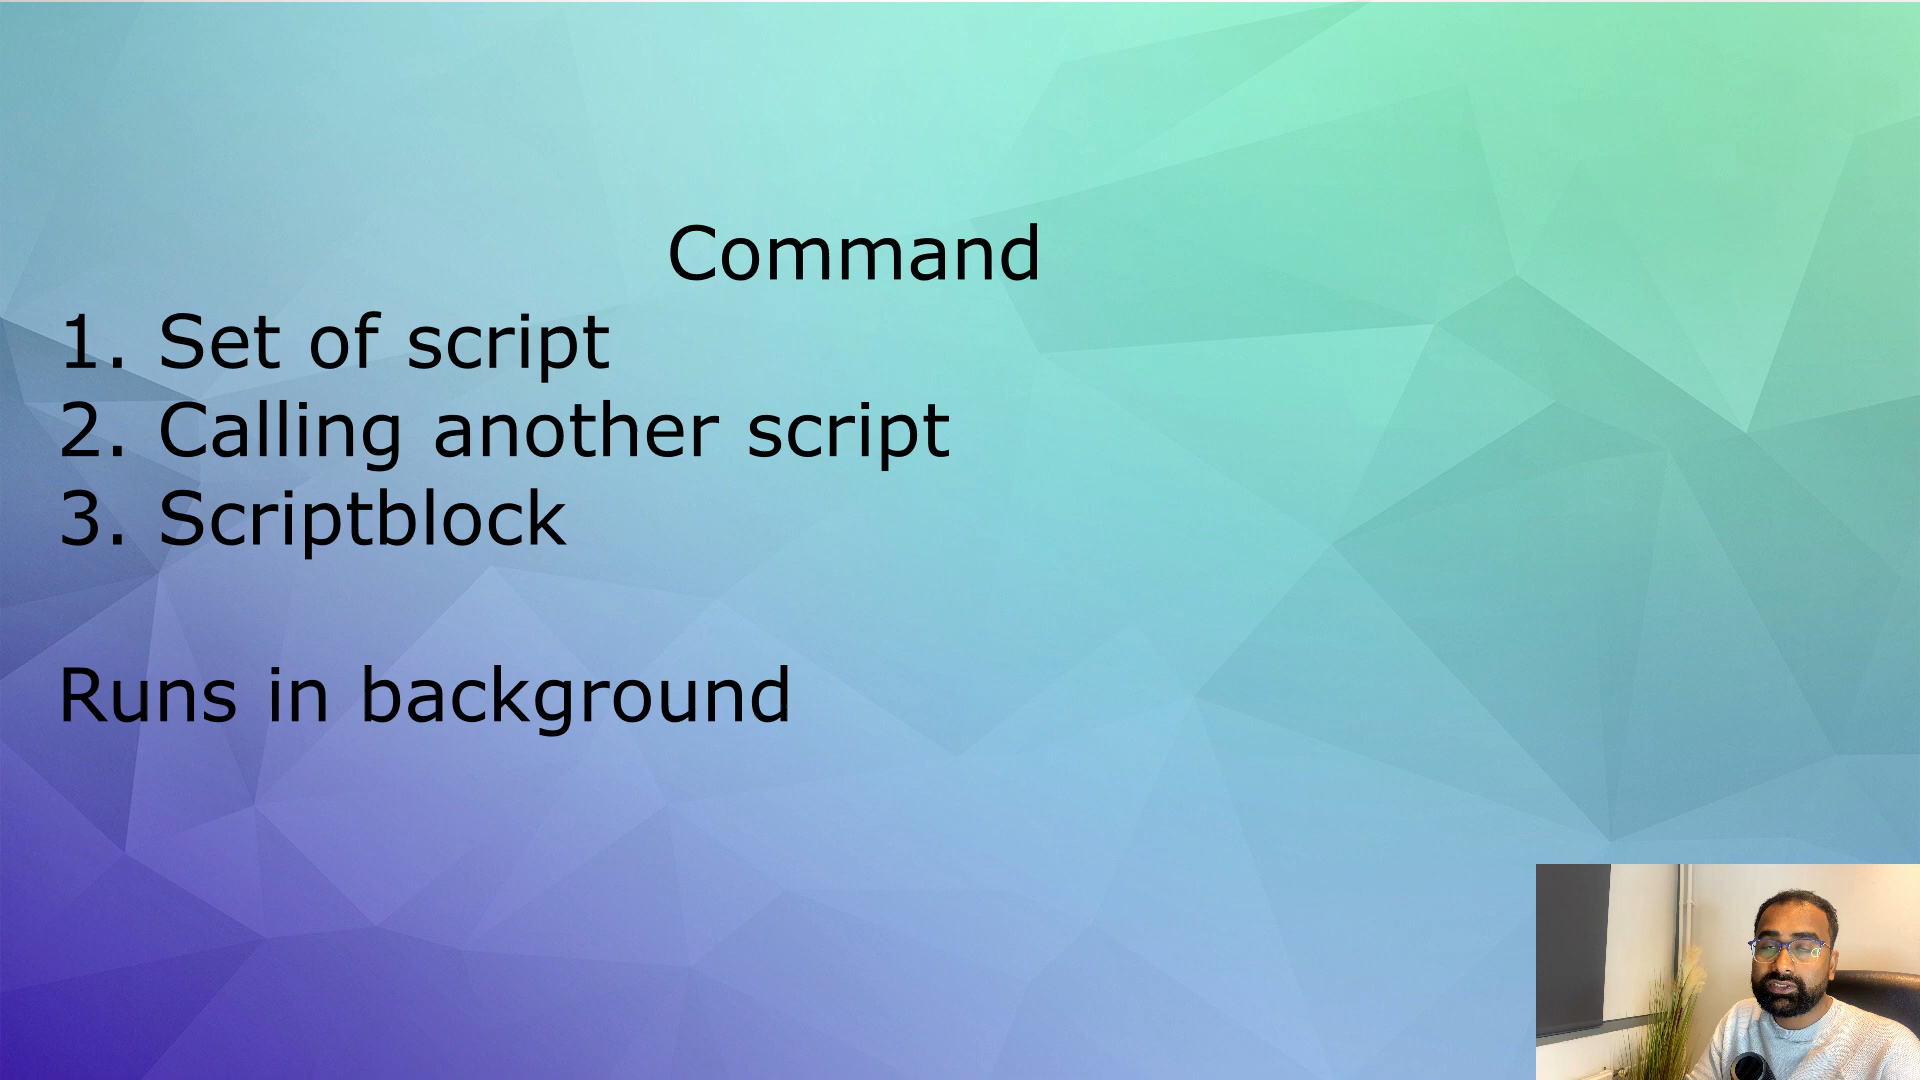 Command
1. Set of script
2. Calling another script
3. Scriptblock
Runs in background